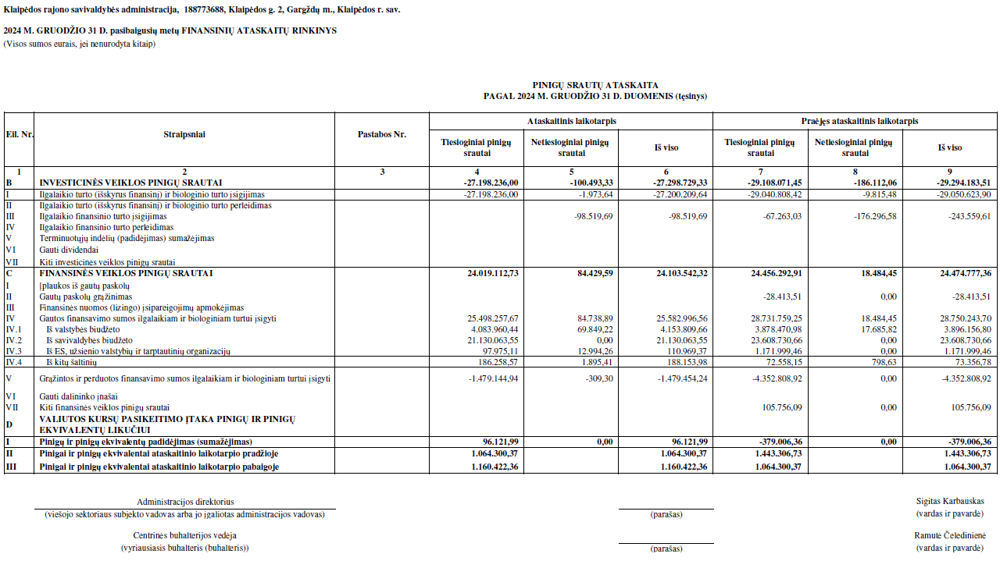 Klaipėdos rajono savivaldybės administracija, 188773688, Klaipėdos g. 2, Gargždų m., Klaipėdos r. sav.
2024 M. GRUODŽIO 31 D. pasibaigusių metų FINANSINIŲ ATASKAITŲ RINKINYS
(Visos sumos eurais, jei nenurodyta kitaip)
PINIGŲ SRAUTŲ ATASKAITA
PAGAL 2024 M. GRUODŽIO 31 D. DUOMENIS (tęsinys)
Eil. Nr. Straipsniai Pastabos Nr. Ataskaitinis laikotarpis Praėjęs ataskaitinis laikotarpis
Tiesioginiai pinigų srautai Netiesioginiai pinigų srautai Iš viso Tiesioginiai pinigų srautai Netiesioginiai pinigų srautai Iš viso
1 2 3 4 5 6 7 8 9
B INVESTICINĖS VEIKLOS PINIGŲ SRAUTAI -27.198.236,00 -100.493,33 -27.298.729,33 -29.108.071,45 -186.112,06 -29.294.183,51
I Ilgalaikio turto (išskyrus finansinį) ir biologinio turto įsigijimas -27.198.236,00 -1.973,64 -27.200.209,64 -29.040.808,42 -9.815,48 -29.050.623,90
II Ilgalaikio turto (išskyrus finansinį) ir biologinio turto perleidimas
III Ilgalaikio finansinio turto įsigijimas -98.519,69 -98.519,69 -67.263,03 -176.296,58 -243.559,61
IV Ilgalaikio finansinio turto perleidimas
V Terminuotųjų indėlių (padidėjimas) sumažėjimas
VI Gauti dividendai
VII Kiti investicinės veiklos pinigų srautai
C FINANSINĖS VEIKLOS PINIGŲ SRAUTAI 24.019.112,73 84.429,59 24.103.542,32 24.456.292,91 18.484,45 24.474.777,36
I Įplaukos iš gautų paskolų
II Gautų paskolų grąžinimas -28.413,51 0,00 -28.413,51
III Finansinės nuomos (lizingo) įsipareigojimų apmokėjimas
IV Gautos finansavimo sumos ilgalaikiam ir biologiniam turtui įsigyti 25.498.257,67 84.738,89 25.582.996,56 28.731.759,25 18.484,45 28.750.243,70
IV.1 Iš valstybės biudžeto 4.083.960,44 69.849,22 4.153.809,66 3.878.470,98 17.685,82 3.896.156,80
IV.2 Iš savivaldybės biudžeto 21.130.063,55 0,00 21.130.063,55 23.608.730,66 0,00 23.608.730,66
IV.3 Iš ES, užsienio valstybių ir tarptautinių organizacijų 97.975,11 12.994,26 110.969,37 1.171.999,46 0,00 1.171.999,46
IV.4 Iš kitų šaltinių 186.258,57 1.895,41 188.153,98 72.558,15 798,63 73.356,78
V Grąžintos ir perduotos finansavimo sumos ilgalaikiam ir biologiniam turtui įsigyti -1.479.144,94 -309,30 -1.479.454,24 -4.352.808,92 0,00 -4.352.808,92
VI Gauti dalininko įnašai
VII Kiti finansinės veiklos pinigų srautai 105.756,09 0,00 105.756,09
D VALIUTOS KURSŲ PASIKEITIMO ĮTAKA PINIGŲ IR PINIGŲ
EKVIVALENTŲ LIKUČIUI
I Pinigų ir pinigų ekvivalentų padidėjimas (sumažėjimas) 96.121,99 0,00 96.121,99 -379.006,36 0,00 -379.006,36
II Pinigai ir pinigų ekvivalentai ataskaitinio laikotarpio pradžioje 1.064.300,37 1.064.300,37 1.443.306,73 1.443.306,73
III Pinigai ir pinigų ekvivalentai ataskaitinio laikotarpio pabaigoje 1.160.422,36 1.160.422,36 1.064.300,37 1.064.300,37
Administracijos direktorius Sigitas Karbauskas
(viešojo sektoriaus subjekto vadovas arba jo įgaliotas administracijos vadovas) (parašas) (vardas ir pavardė)
Centrinės buhalterijos vedėja Ramutė Čeledinienė
(vyriausiasis buhalteris (buhalteris)) (parašas) (vardas ir pavardė)